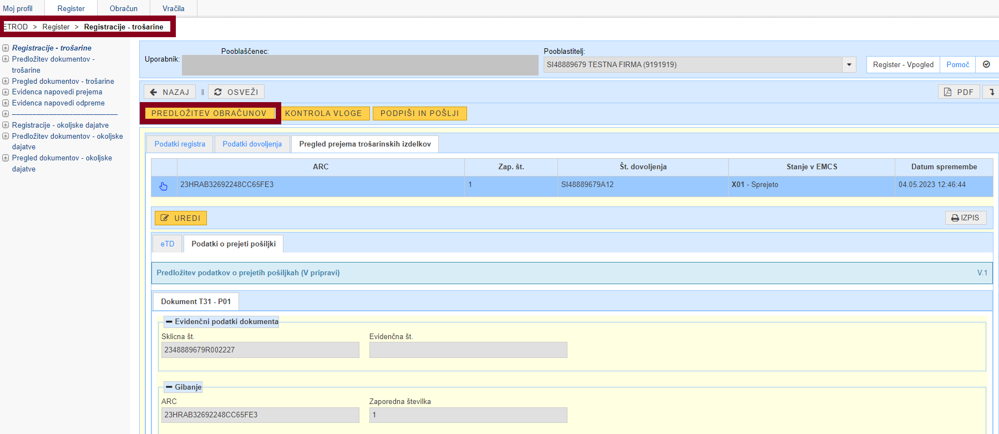 Moj profil Register Obračun Vračila
ETROD > Register > Registracije - trošarine
Registracije - trošarine
Predložitev dokumentov -
trošarine
Pregled dokumentov - trošarine
Evidenca napovedi prejema
Evidenca napovedi odpreme
Registracije - okoljske dajatve
Predložitev dokumentov - okoljske
dajatve
Pregled dokumentov - okoljske
dajatve
Pooblaščenec: Pooblastitelj:
Uporabnik: SI48889679 TESTNA FIRMA (9191919) Register - Vpogled Pomoč
NAZAJ OSVEŽI PDF
PREDLOŽITEV OBRAČUNOV KONTROLA VLOGE PODPIŠI IN POŠLJI
Podatki registra Podatki dovoljenja Pregled prejema trošarinskih izdelkov
ARC Zap. št. Št. dovoljenja Stanje v EMCS Datum spremembe
23HRAB32692248CC65FE3 1 SI48889679A12 X01 - Sprejeto 04.05.2023 12:46:44
UREDI IZPIS
eTD Podatki o prejeti pošiljki
Predložitev podatkov o prejetih pošiljkah (V pripravi) V.1
Dokument T31 - P01
Evidenčni podatki dokumenta
Sklicna št. Evidenčna št.
2348889679R002227
Gibanje
ARC Zaporedna številka
23HRAB32692248CC65FE3 1